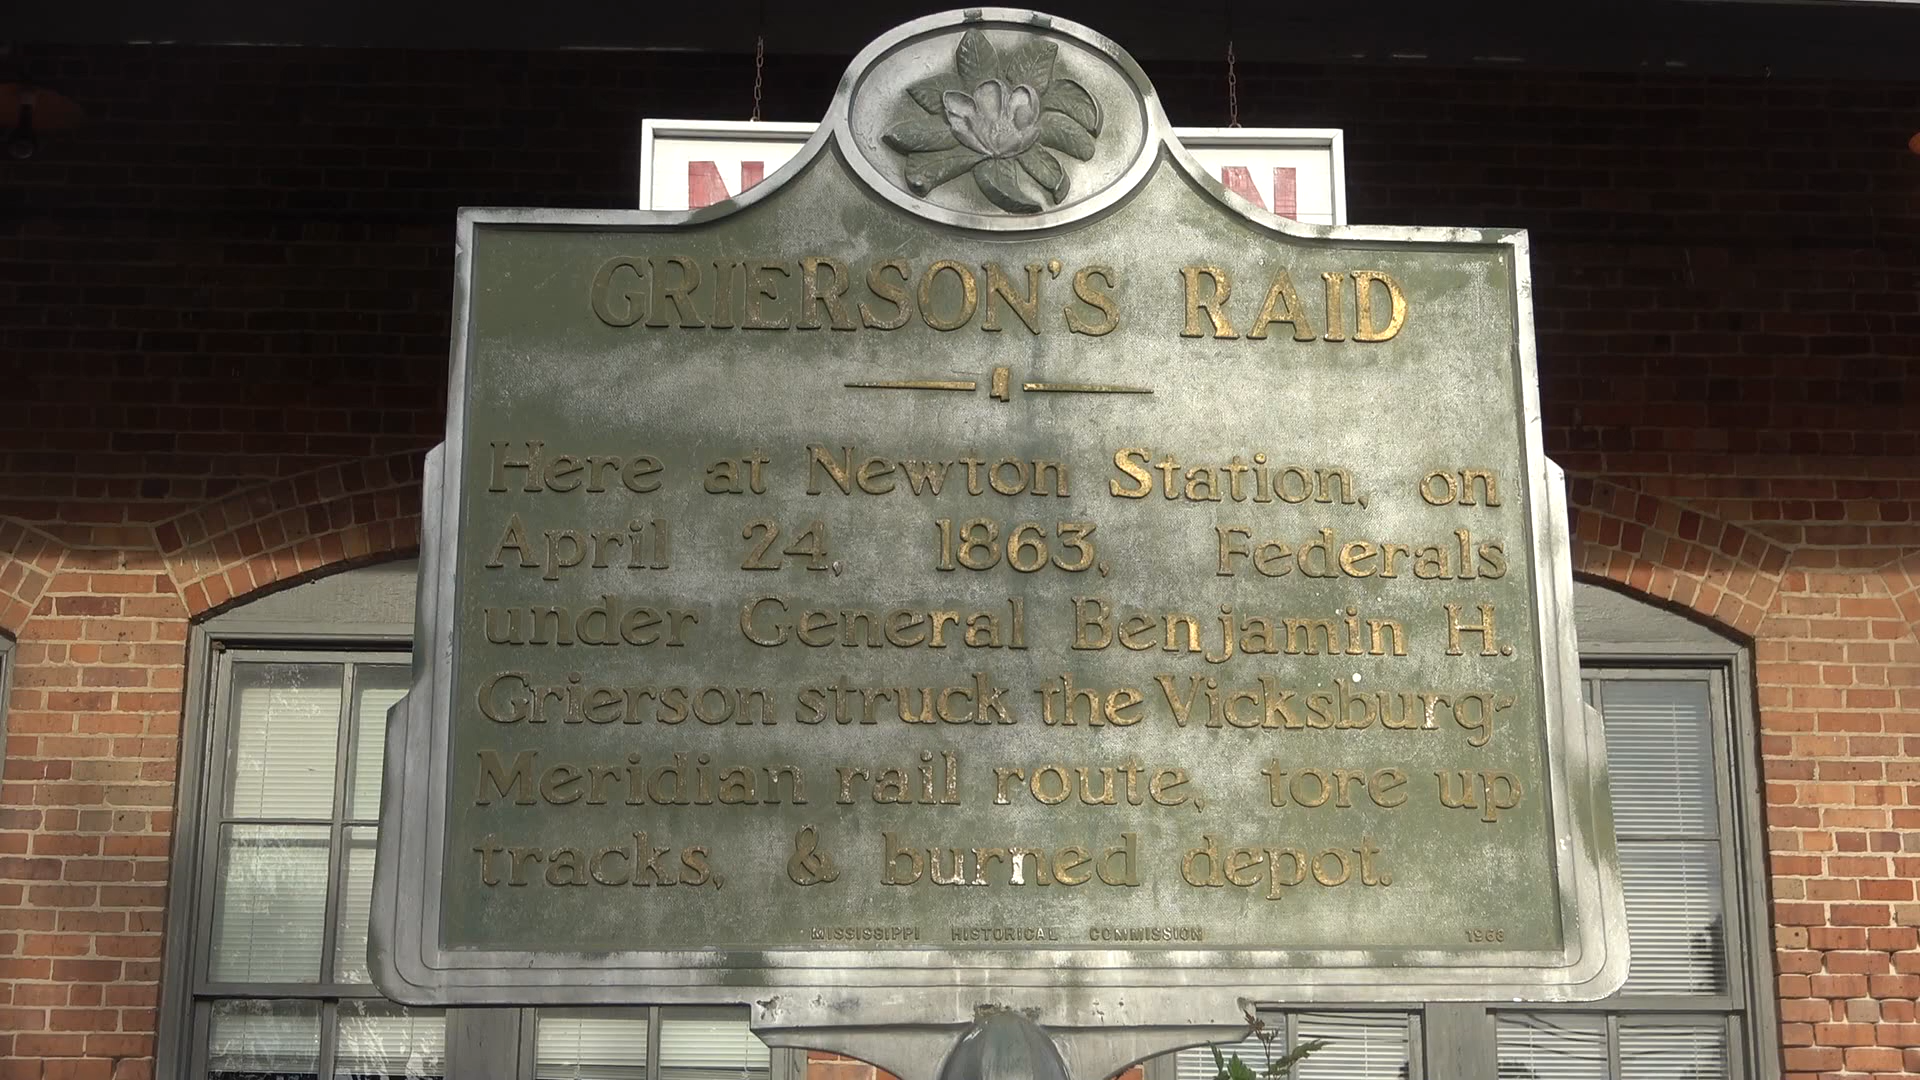 GRIERSON'S RAID
Here at Newton Station, on
April 24, 1863, Federals
under General Benjamin H.
Grierson struck the Vicksburg-
Meridian rail route, tore up
tracks, & burned depot.
MISSISSIPPI HISTORICAL COMMISSION 1968